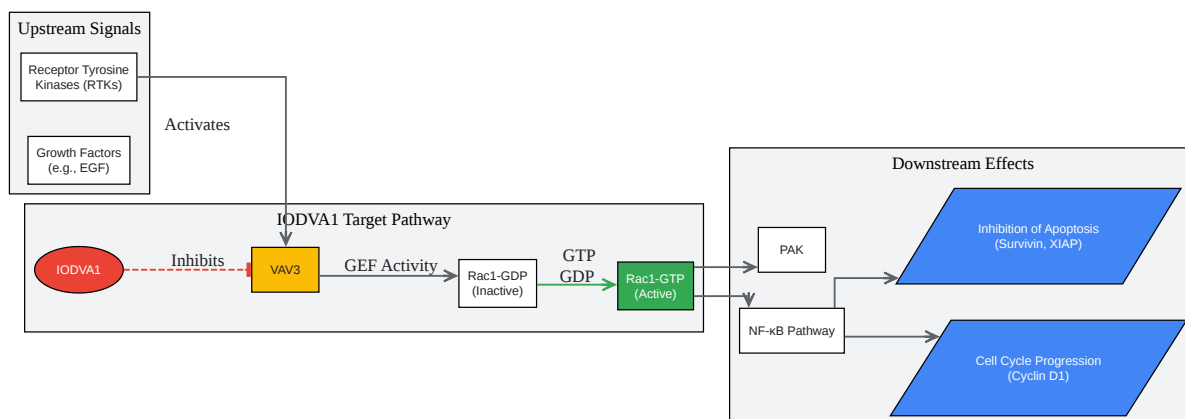 Upstream Signals
Receptor Tyrosine
Kinases (RTKs)
Activates
Growth Factors
(e.g., EGF)
Downstream Effects
IODVA1 Target Pathway
IODVA1
Inhibits
VAV3
GEF Activity
Rac1-GDP
(Inactive)
GTP
GDP
Rac1-GTP
(Active)
PAK
NF-κB Pathway
Inhibition of Apoptosis
(Survivin, XIAP)
Cell Cycle Progression
(Cyclin D1)